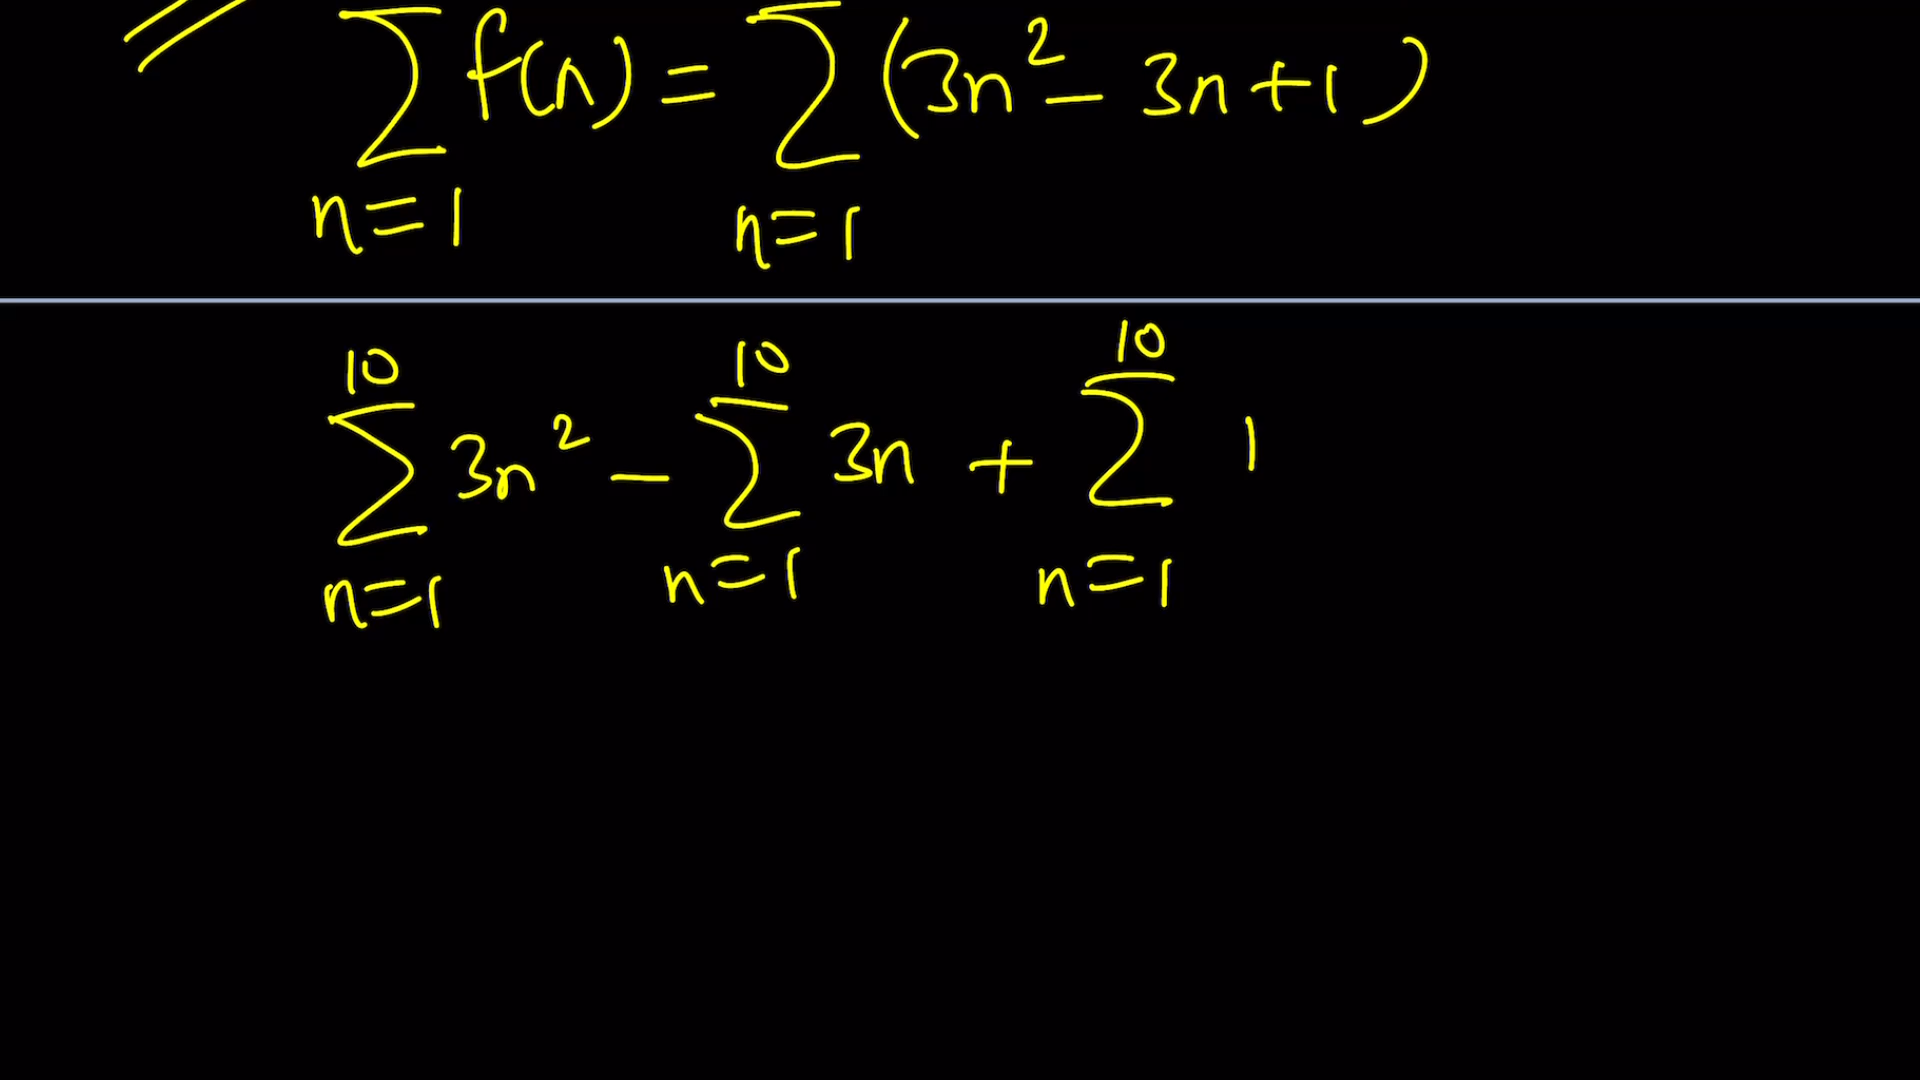 ∑ f(n) = ∑ (3n² - 3n + 1)
n=1 n=1
10 10 10
∑ 3n² - ∑ 3n + ∑ 1
n=1 n=1 n=1